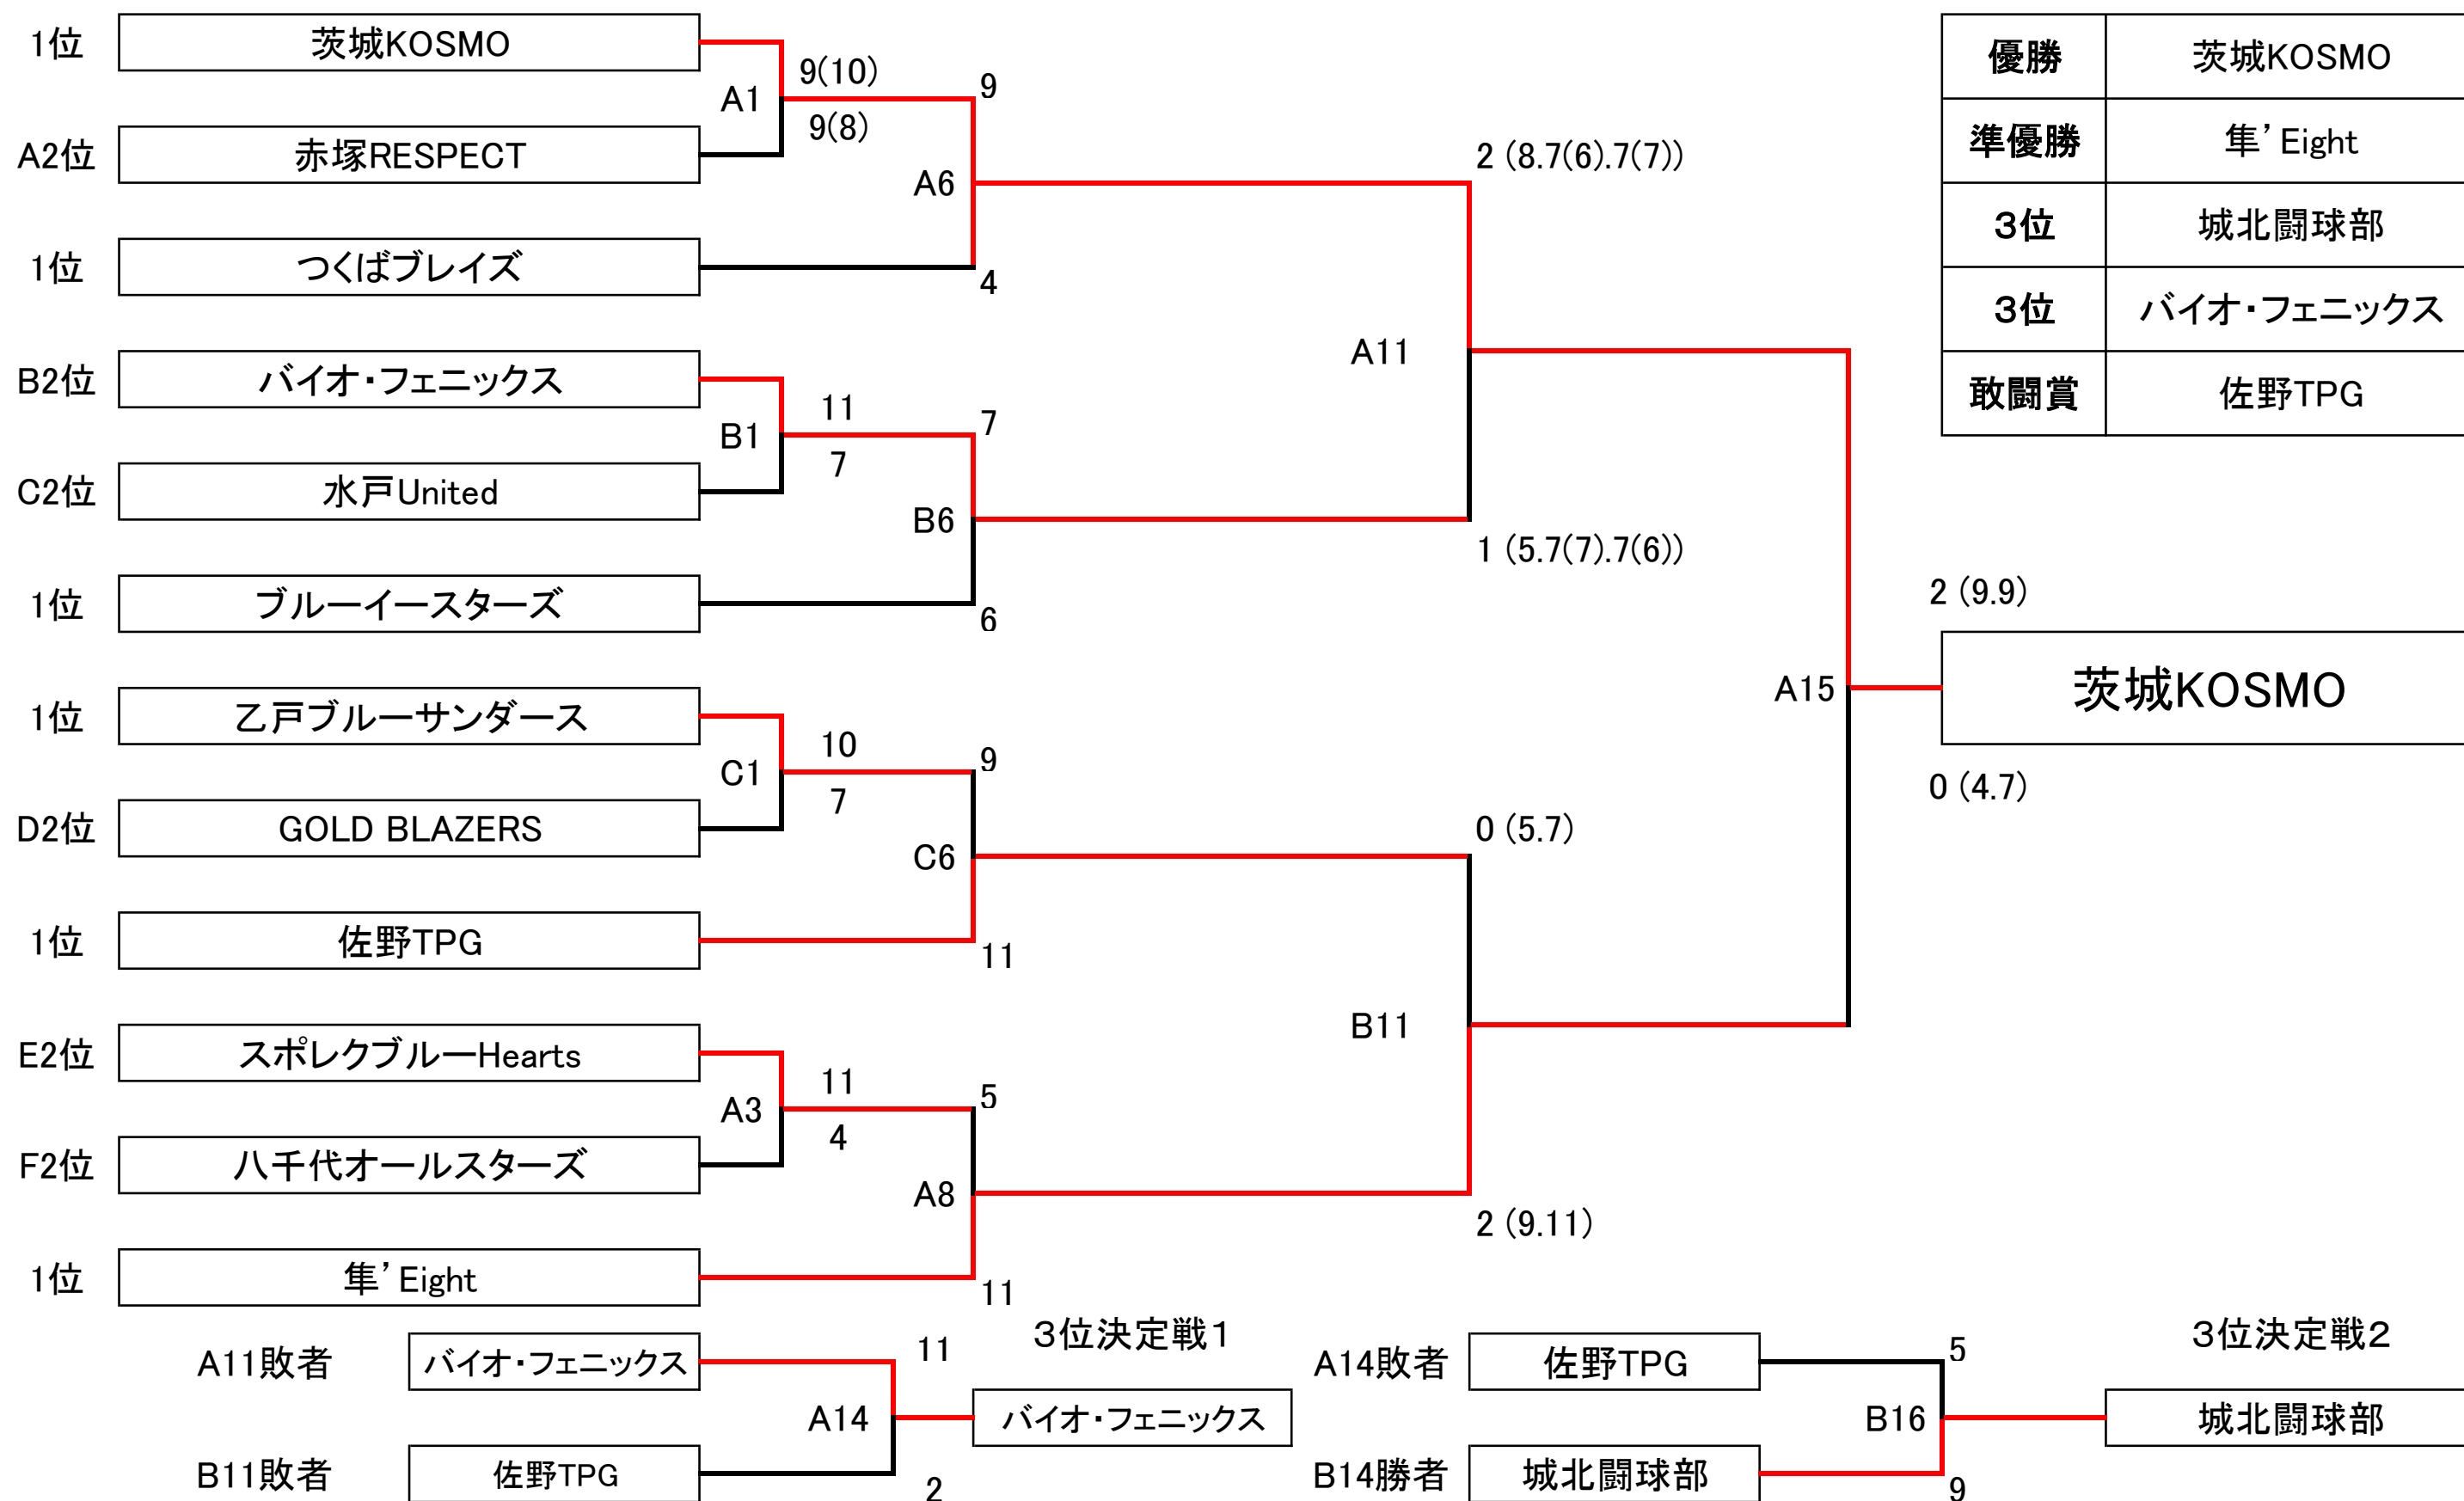 1位 茨城KOSMO
A1 9(10)
9(8)
9
A2位 赤塚RESPECT
A6
1位 つくばブレイズ
4
2 (8.7(6).7(7))
A11
B2位 バイオ・フェニックス
B1 11
7
7
C2位 水戸United
B6
1 (5.7(7).7(6))
1位 ブルーイースターズ
6
優勝 茨城KOSMO
準優勝 隼’Eight
3位 城北闘球部
3位 バイオ・フェニックス
敢闘賞 佐野TPG
2 (9.9)
A15 茨城KOSMO
0 (4.7)
1位 乙戸ブルーサンダース
C1 10
7
9
D2位 GOLD BLAZERS
C6
0 (5.7)
1位 佐野TPG
11
B11
E2位 スポレクブルーHearts
A3 11
4
5
F2位 八千代オールスターズ
A8
2 (9.11)
1位 隼’Eight
11
3位決定戦1
A11敗者 バイオ・フェニックス 11
A14 バイオ・フェニックス
B11敗者 佐野TPG 2
3位決定戦2
A14敗者 佐野TPG 5
B16 城北闘球部
B14勝者 城北闘球部 9